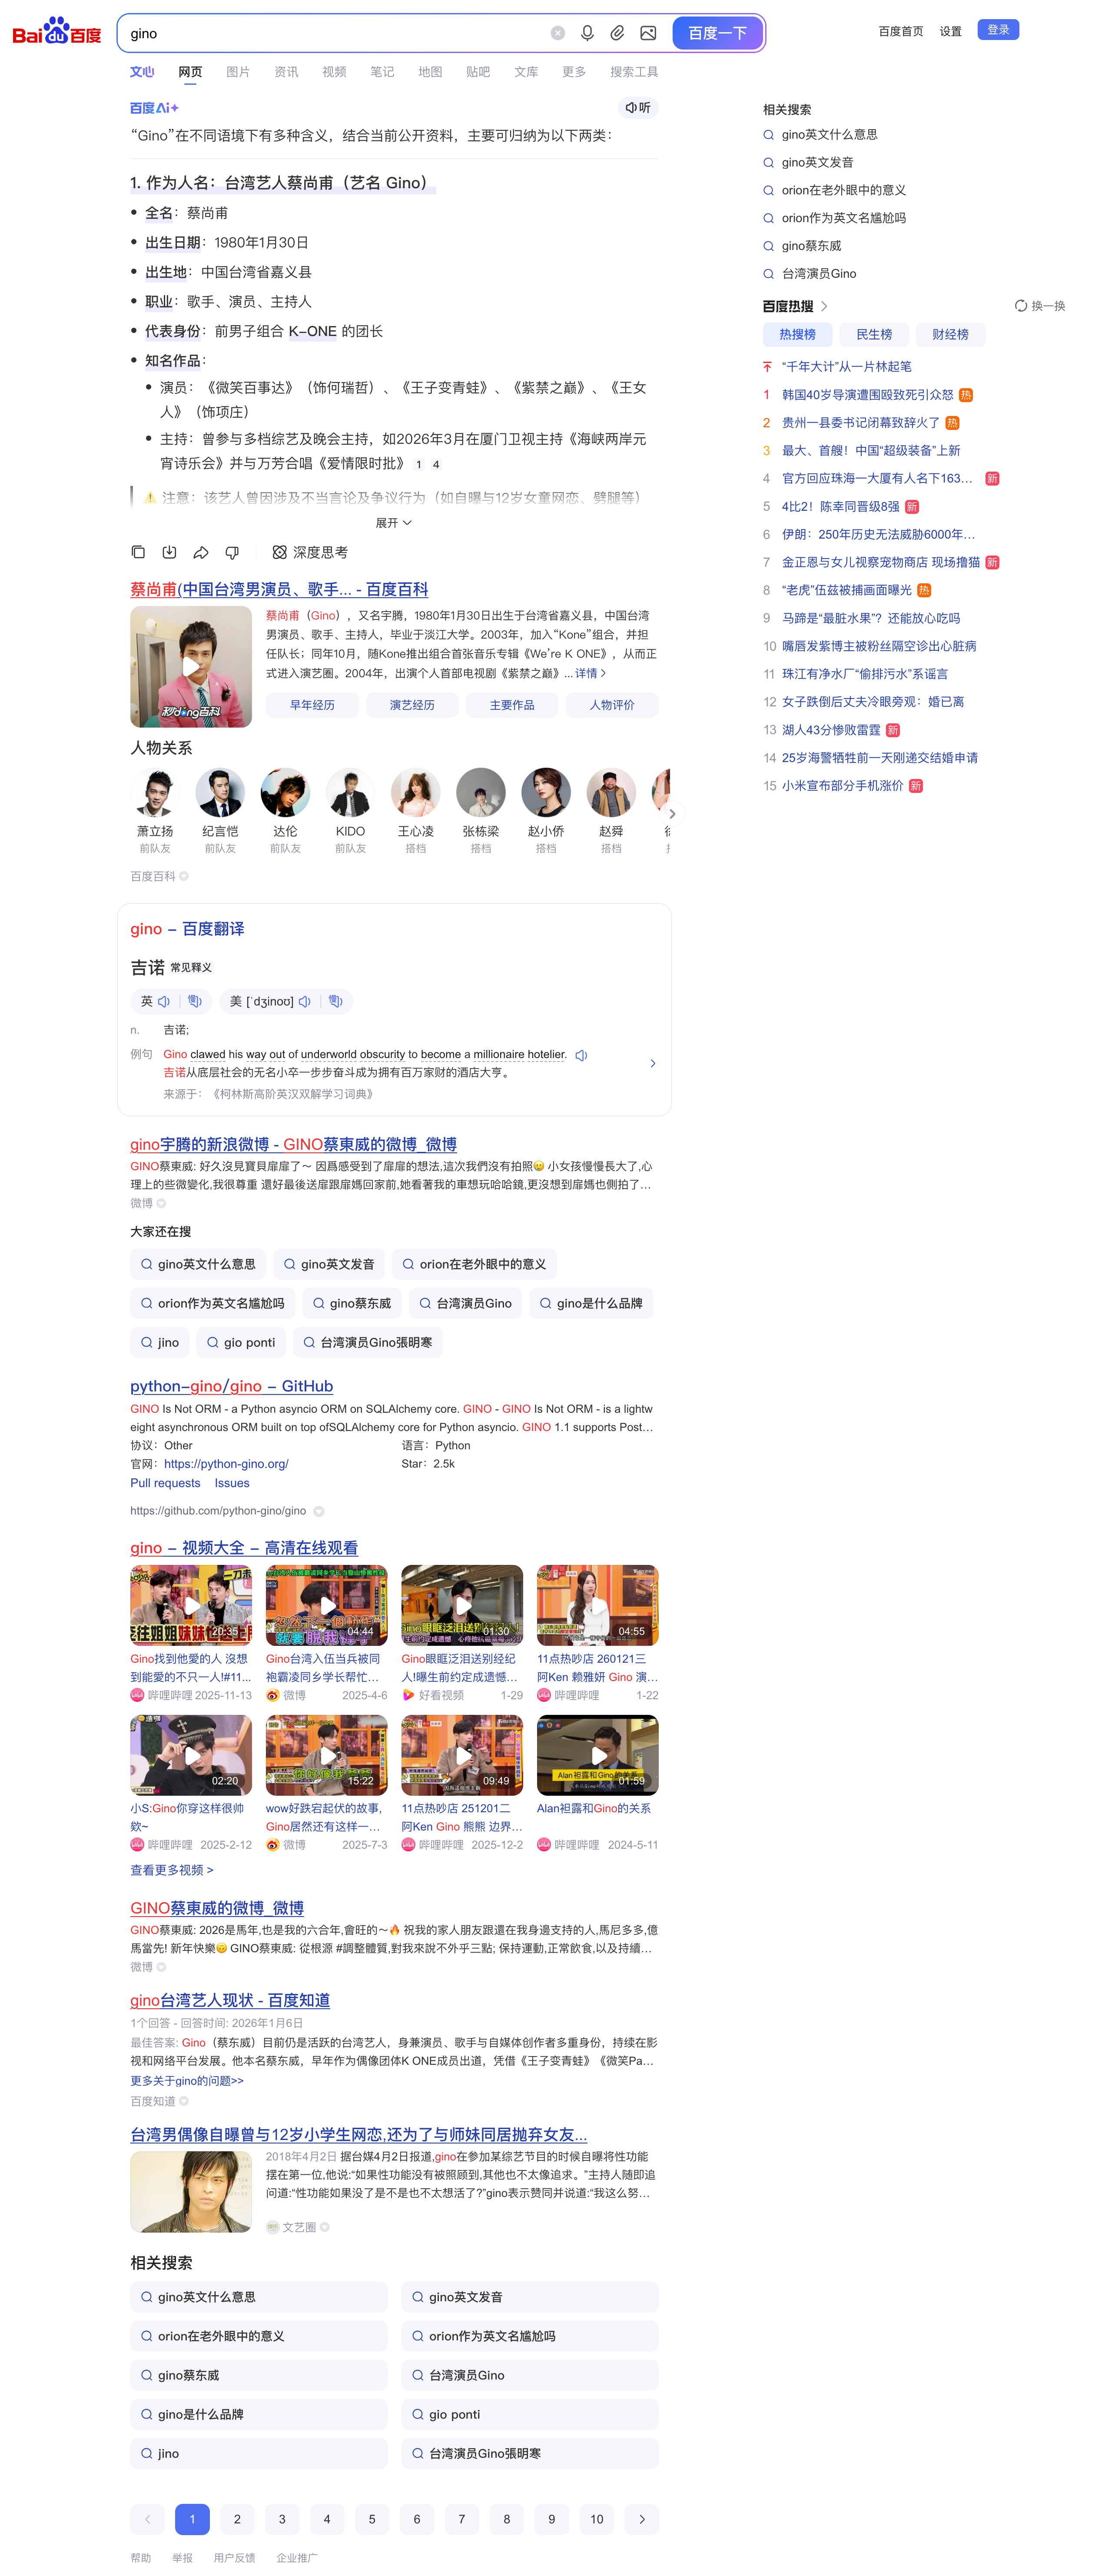 Bai du 百度
gino
百度一下
百度首页 设置 登录
文心 网页 图片 资讯 视频 笔记 地图 贴吧 文库 更多 搜索工具
百度Ai+
听
“Gino”在不同语境下有多种含义，结合当前公开资料，主要可归纳为以下两类：
1. 作为人名：台湾艺人蔡尚甫（艺名 Gino）
全名：蔡尚甫
出生日期：1980年1月30日
出生地：中国台湾省嘉义县
职业：歌手、演员、主持人
代表身份：前男子组合 K-ONE 的团长
知名作品：
演员：《微笑百事达》（饰何瑞哲）、《王子变青蛙》、《紫禁之巅》、《王女
人》（饰项庄）
主持：曾参与多档综艺及晚会主持，如2026年3月在厦门卫视主持《海峡两岸元
宵诗乐会》并与万芳合唱《爱情限时批》 1 4
注意：该艺人曾因涉及不当言论及争议行为（如自曝与12岁女童网恋、劈腿等）
展开
深度思考
蔡尚甫(中国台湾男演员、歌手... - 百度百科
秒dong百科
蔡尚甫（Gino），又名宇腾，1980年1月30日出生于台湾省嘉义县，中国台湾
男演员、歌手、主持人，毕业于淡江大学。2003年，加入“Kone”组合，并担
任队长；同年10月，随Kone推出组合首张音乐专辑《We're K ONE》，从而正
式进入演艺圈。2004年，出演个人首部电视剧《紫禁之巅》... 详情
早年经历 演艺经历 主要作品 人物评价
人物关系
萧立扬 纪言恺 达伦 KIDO 王心凌 张栋梁 赵小侨 赵舜
前队友 前队友 前队友 前队友 搭档 搭档 搭档 搭档
百度百科
gino - 百度翻译
吉诺 常见释义
英 美 [ˈdʒinoʊ]
n. 吉诺;
例句 Gino clawed his way out of underworld obscurity to become a millionaire hotelier.
吉诺从底层社会的无名小卒一步步奋斗成为拥有百万家财的酒店大亨。
来源于：《柯林斯高阶英汉双解学习词典》
gino宇腾的新浪微博 - GINO蔡東威的微博_微博
GINO蔡東威: 好久沒見寶貝扉扉了～ 因爲感受到了扉扉的想法,這次我們沒有拍照 小女孩慢慢長大了,心
理上的些微變化,我很尊重 還好最後送扉跟扉媽回家前,她看著我的車想玩哈哈鏡,更沒想到扉媽也側拍了...
微博
大家还在搜
gino英文什么意思 gino英文发音 orion在老外眼中的意义
orion作为英文名尴尬吗 gino蔡东威 台湾演员Gino gino是什么品牌
jino gio ponti 台湾演员Gino張明寒
python-gino/gino - GitHub
GINO Is Not ORM - a Python asyncio ORM on SQLAlchemy core. GINO - GINO Is Not ORM - is a lightw
eight asynchronous ORM built on top ofSQLAlchemy core for Python asyncio. GINO 1.1 supports Post...
协议：Other 语言：Python
官网：https://python-gino.org/ Star：2.5k
Pull requests Issues
https://github.com/python-gino/gino
gino - 视频大全 - 高清在线观看
20:35 04:44 01:30 04:55
Gino找到他愛的人 沒想 Gino台湾入伍当兵被同 Gino眼眶泛泪送别经纪 11点热吵店 260121三
到能愛的不只一人!#11... 袍霸凌同乡学长帮忙... 人!曝生前约定成遗憾... 阿Ken 赖雅妍 Gino 演...
哔哩哔哩 2025-11-13 微博 2025-4-6 好看视频 1-29 哔哩哔哩 1-22
Alan袒露和Gino的关系
02:20 15:22 09:49 01:59
小S:Gino你穿这样很帅 wow好跌宕起伏的故事, 11点热吵店 251201二 Alan袒露和Gino的关系
欸~ Gino居然还有这样一... 阿Ken Gino 熊熊 边界...
哔哩哔哩 2025-2-12 微博 2025-7-3 哔哩哔哩 2025-12-2 哔哩哔哩 2024-5-11
查看更多视频 >
GINO蔡東威的微博_微博
GINO蔡東威: 2026是馬年,也是我的六合年,會旺的～ 祝我的家人朋友跟還在我身邊支持的人,馬尼多多,億
馬當先! 新年快樂 GINO蔡東威: 從根源 #調整體質,對我來說不外乎三點; 保持運動,正常飲食,以及持續...
微博
gino台湾艺人现状 - 百度知道
1个回答 - 回答时间: 2026年1月6日
最佳答案: Gino（蔡东威）目前仍是活跃的台湾艺人，身兼演员、歌手与自媒体创作者多重身份，持续在影
视和网络平台发展。他本名蔡东威，早年作为偶像团体K ONE成员出道，凭借《王子变青蛙》《微笑Pa...
更多关于gino的问题>>
百度知道
台湾男偶像自曝曾与12岁小学生网恋,还为了与师妹同居抛弃女友...
2018年4月2日 据台媒4月2日报道,gino在参加某综艺节目的时候自曝将性功能
摆在第一位,他说:“如果性功能没有被照顾到,其他也不太像追求。”主持人随即追
问道:“性功能如果没了是不是也不太想活了?”gino表示赞同并说道:“我这么努...
文艺圈
相关搜索
gino英文什么意思 gino英文发音
orion在老外眼中的意义 orion作为英文名尴尬吗
gino蔡东威 台湾演员Gino
gino是什么品牌 gio ponti
jino 台湾演员Gino張明寒
1 2 3 4 5 6 7 8 9 10
帮助 举报 用户反馈 企业推广
相关搜索
gino英文什么意思
gino英文发音
orion在老外眼中的意义
orion作为英文名尴尬吗
gino蔡东威
台湾演员Gino
百度热搜 换一换
热搜榜 民生榜 财经榜
“千年大计”从一片林起笔
1 韩国40岁导演遭围殴致死引众怒 热
2 贵州一县委书记闭幕致辞火了 热
3 最大、首艘！中国“超级装备”上新
4 官方回应珠海一大厦有人名下163... 新
5 4比2！陈幸同晋级8强 新
6 伊朗：250年历史无法威胁6000年...
7 金正恩与女儿视察宠物商店 现场撸猫 新
8 “老虎”伍兹被捕画面曝光 热
9 马蹄是“最脏水果”？还能放心吃吗
10 嘴唇发紫博主被粉丝隔空诊出心脏病
11 珠江有净水厂“偷排污水”系谣言
12 女子跌倒后丈夫冷眼旁观：婚已离
13 湖人43分惨败雷霆 新
14 25岁海警牺牲前一天刚递交结婚申请
15 小米宣布部分手机涨价 新